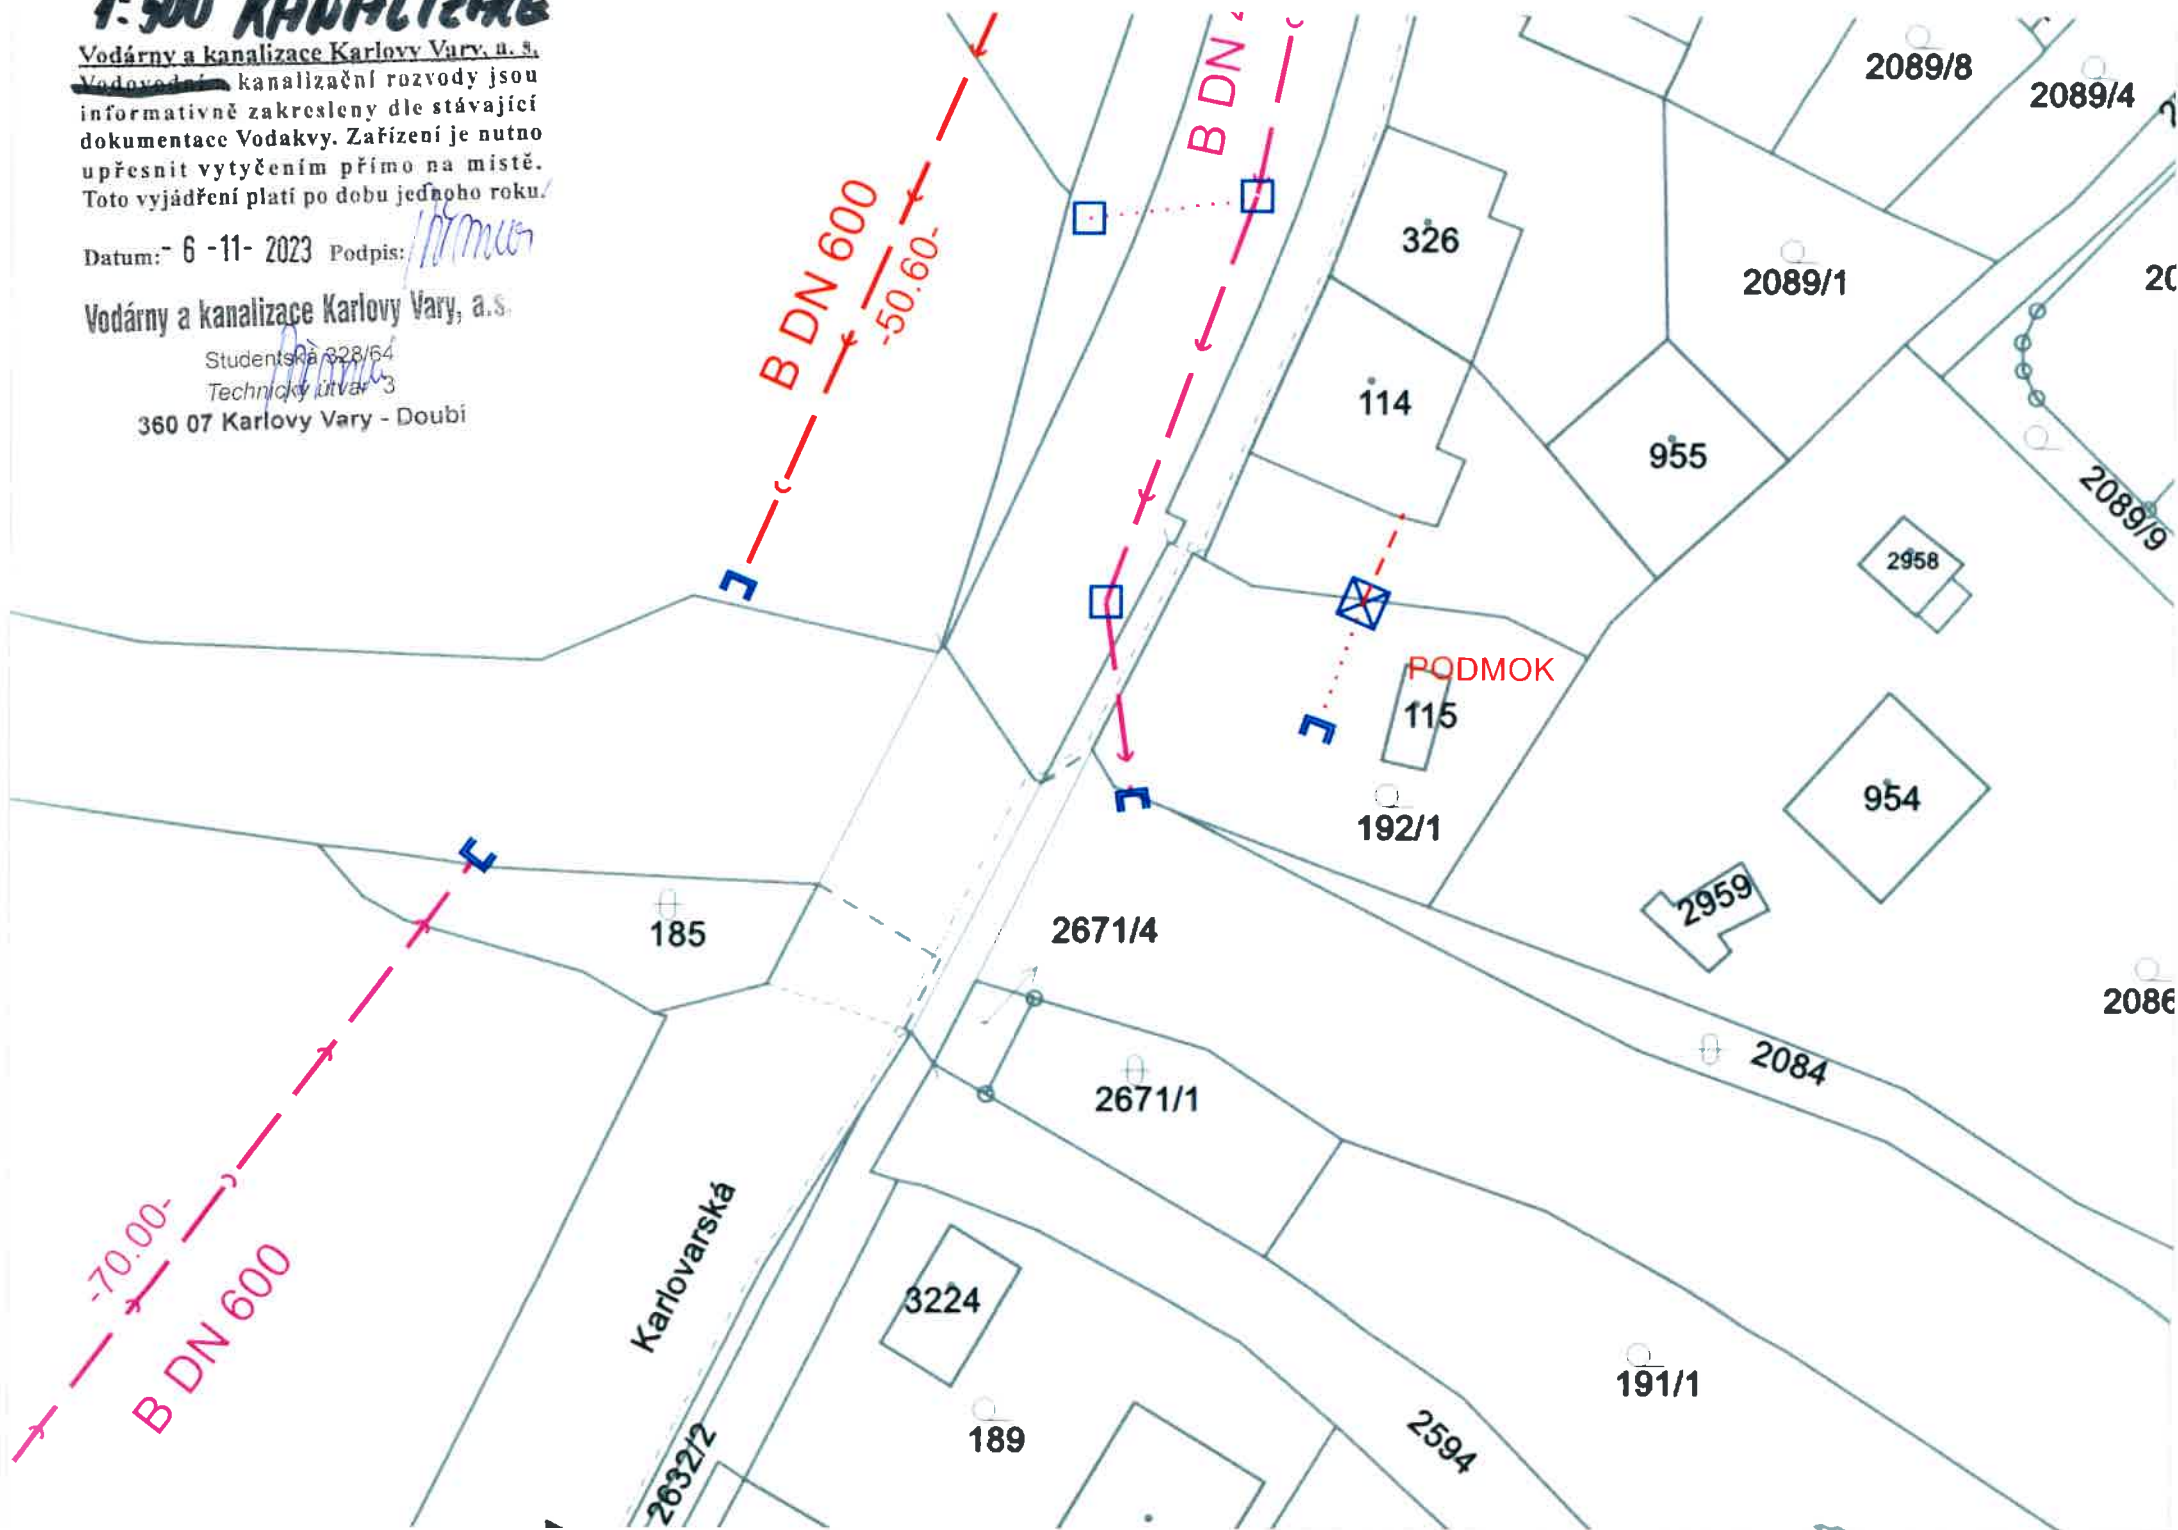 1:500 KANALIZACE
Vodárny a kanalizace Karlovy Vary, a. s.
kanalizační rozvody jsou
informativně zakresleny dle stávající
dokumentace Vodakvy. Zařízení je nutno
upřesnit vytyčením přímo na místě.
Toto vyjádření platí po dobu jednoho roku.
Datum: - 6 -11- 2023 Podpis:
Vodárny a kanalizace Karlovy Vary, a.s.
Studentská 328/64
Technický útvar 3
360 07 Karlovy Vary - Doubí
B DN 600
-50.60-
B DN
2089/8
2089/4
326
2089/1
114
955
2089/9
2958
PODMOK
115
192/1
954
2959
185
2671/4
2086
2084
2671/1
-70.00-
B DN 600
Karlovarská
3224
191/1
189
2594
2632/2